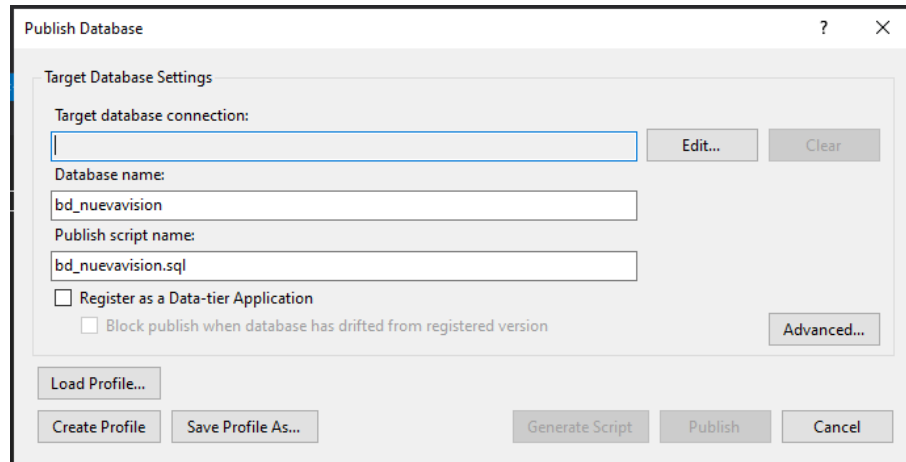 Publish Database ?
Target Database Settings
Target database connection:
Edit... Clear
Database name:
bd_nuevavision
Publish script name:
bd_nuevavision.sql
Register as a Data-tier Application
Block publish when database has drifted from registered version
Advanced...
Load Profile...
Create Profile Save Profile As... Generate Script Publish Cancel